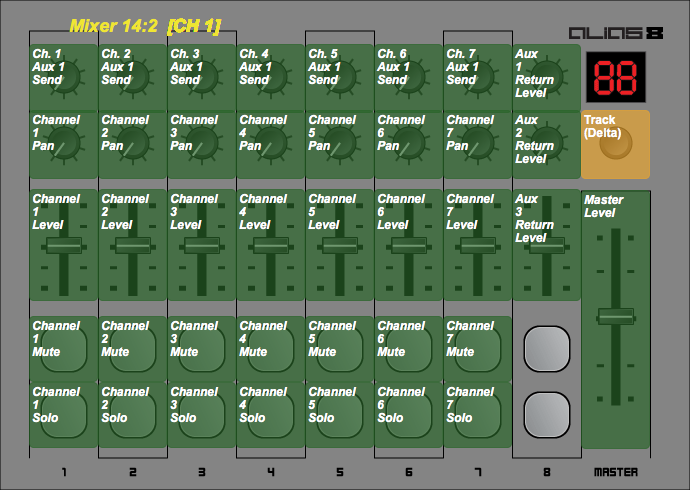 Mixer 14:2 [CH 1]
ALIAS 8
Ch. 1
Aux 1
Send
Ch. 2
Aux 1
Send
Ch. 3
Aux 1
Send
Ch. 4
Aux 1
Send
Ch. 5
Aux 1
Send
Ch. 6
Aux 1
Send
Ch. 7
Aux 1
Send
Aux
1
Return
Level
88
Channel
1
Pan
Channel
2
Pan
Channel
3
Pan
Channel
4
Pan
Channel
5
Pan
Channel
6
Pan
Channel
7
Pan
Aux
2
Return
Level
Track
(Delta)
Channel
1
Level
Channel
2
Level
Channel
3
Level
Channel
4
Level
Channel
5
Level
Channel
6
Level
Channel
7
Level
Aux
3
Return
Level
Master
Level
Channel
1
Mute
Channel
2
Mute
Channel
3
Mute
Channel
4
Mute
Channel
5
Mute
Channel
6
Mute
Channel
7
Mute
Channel
1
Solo
Channel
2
Solo
Channel
3
Solo
Channel
4
Solo
Channel
5
Solo
Channel
6
Solo
Channel
7
Solo
1 2 3 4 5 6 7 8 MASTER